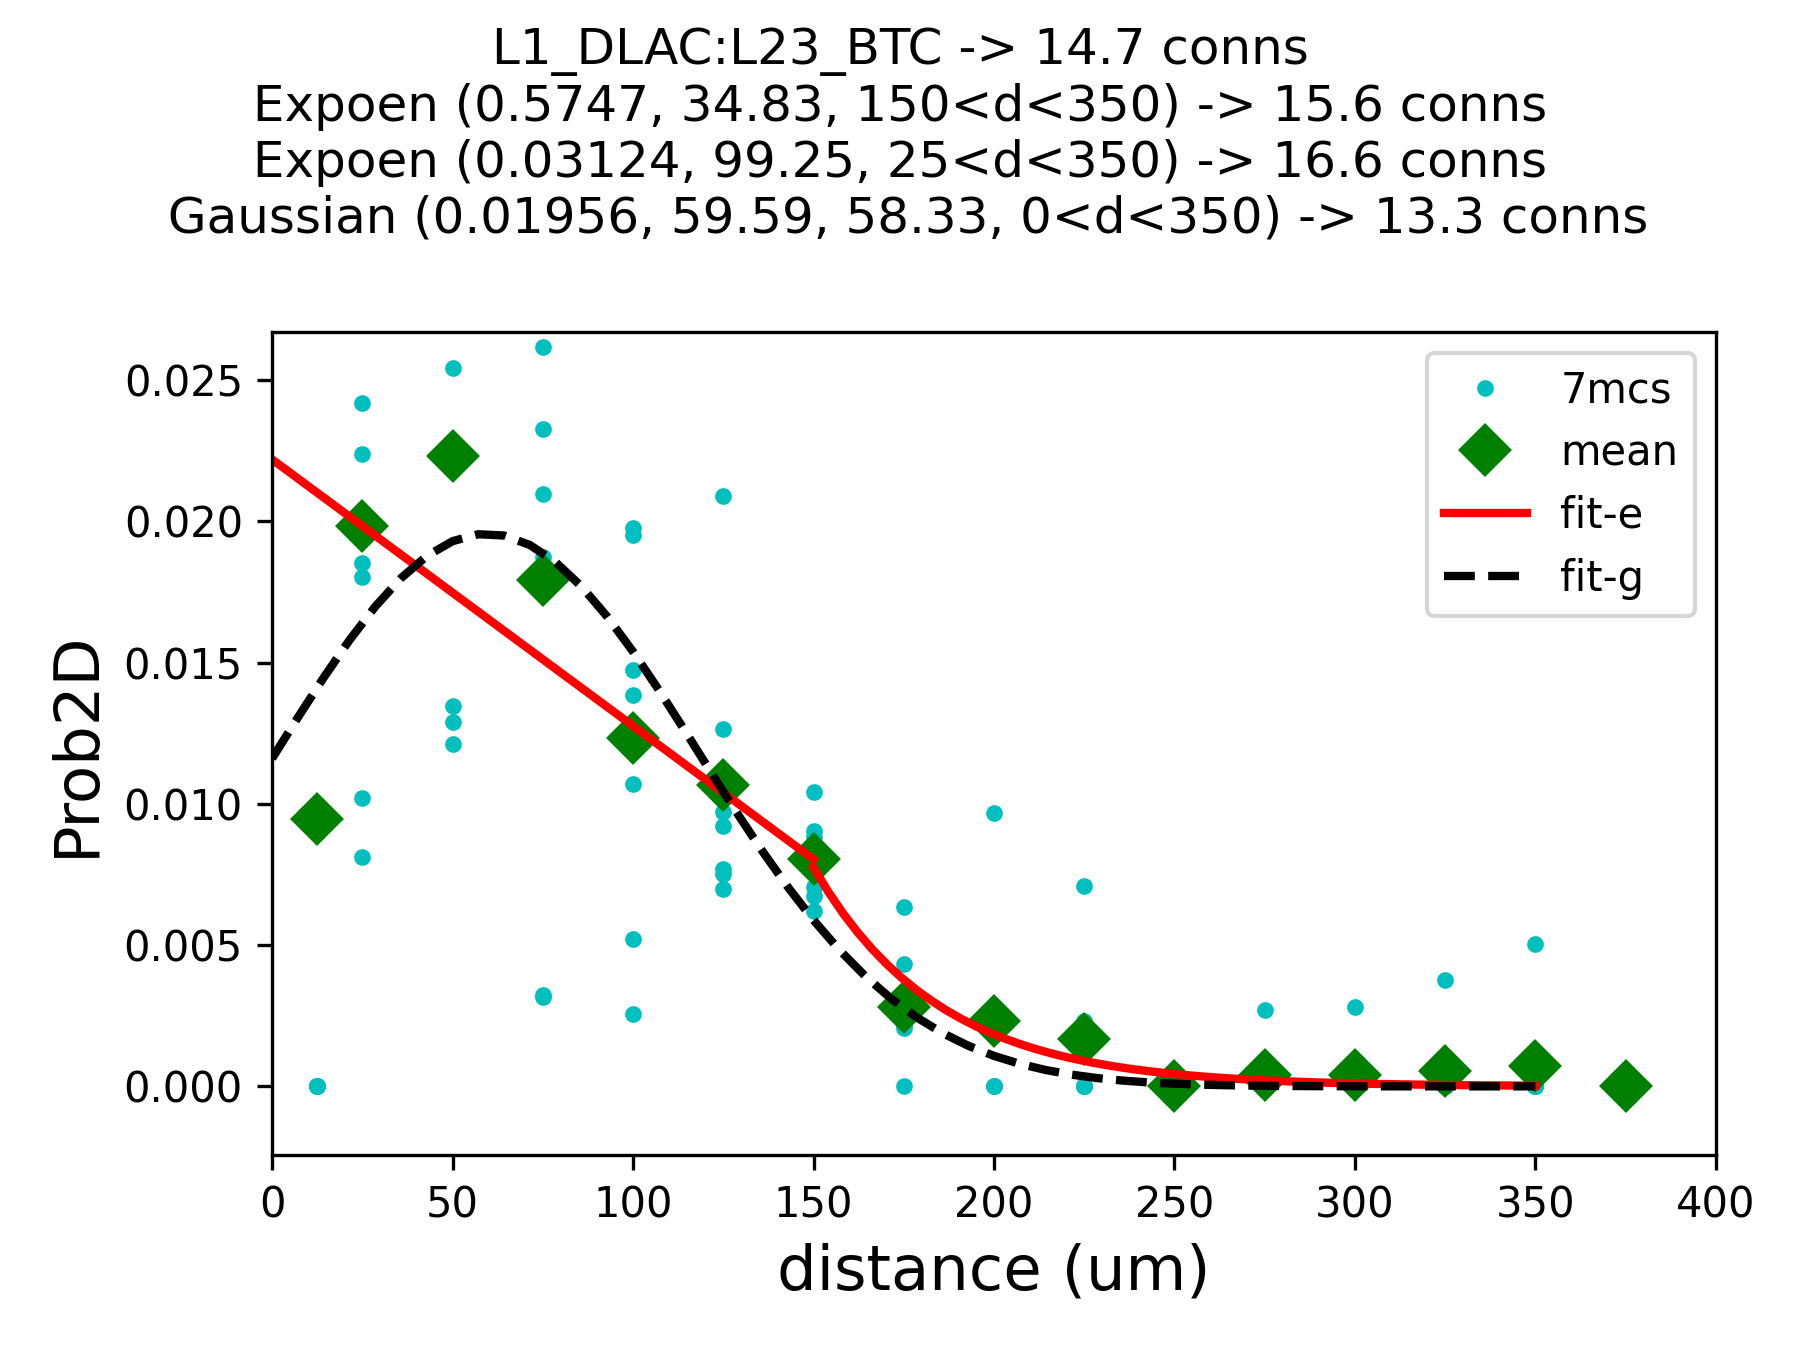 L1_DLAC:L23_BTC -> 14.7 conns
Expoen (0.5747, 34.83, 150<d<350) -> 15.6 conns
Expoen (0.03124, 99.25, 25<d<350) -> 16.6 conns
Gaussian (0.01956, 59.59, 58.33, 0<d<350) -> 13.3 conns
7mcs
mean
fit-e
fit-g
Prob2D
0.025
0.020
0.015
0.010
0.005
0.000
0 50 100 150 200 250 300 350 400
distance (um)